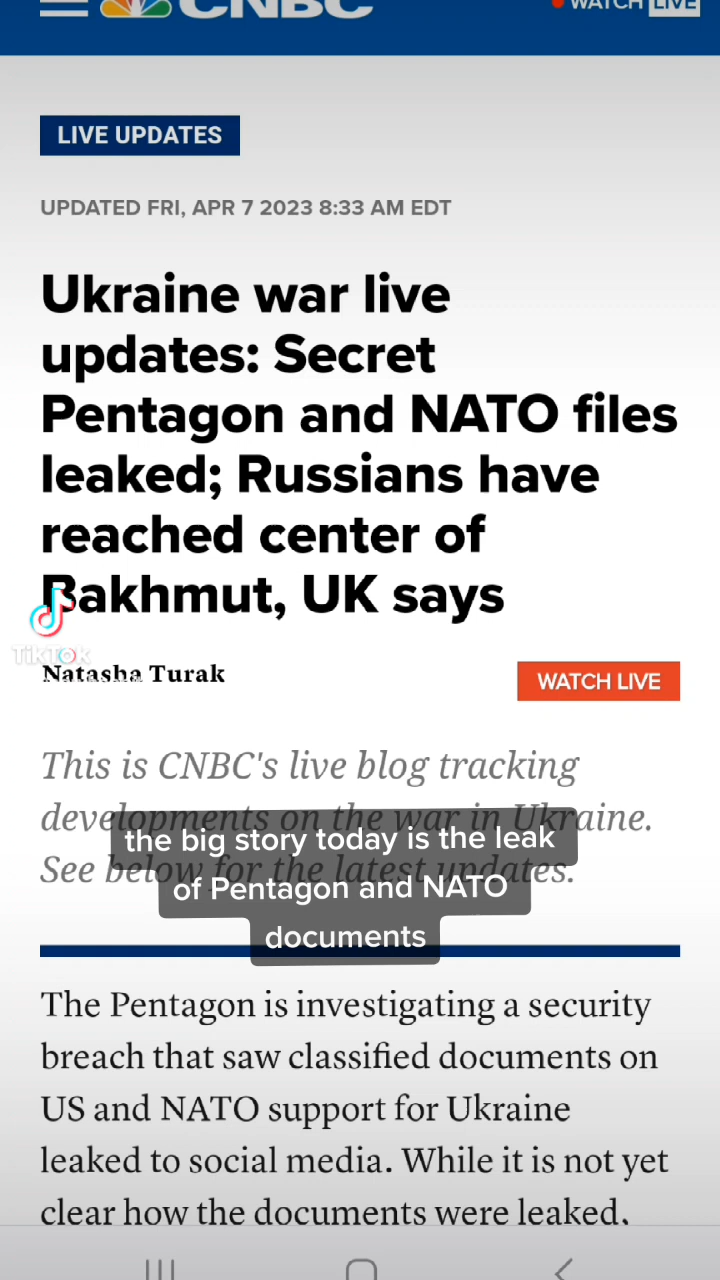 CNBC
WATCH LIVE
LIVE UPDATES
UPDATED FRI, APR 7 2023 8:33 AM EDT
Ukraine war live
updates: Secret
Pentagon and NATO files
leaked; Russians have
reached center of
Bakhmut, UK says
TikTok
Natasha Turak
WATCH LIVE
This is CNBC's live blog tracking
developments on the war in Ukraine.
See below for the latest updates.
the big story today is the leak
of Pentagon and NATO
documents
The Pentagon is investigating a security
breach that saw classified documents on
US and NATO support for Ukraine
leaked to social media. While it is not yet
clear how the documents were leaked,